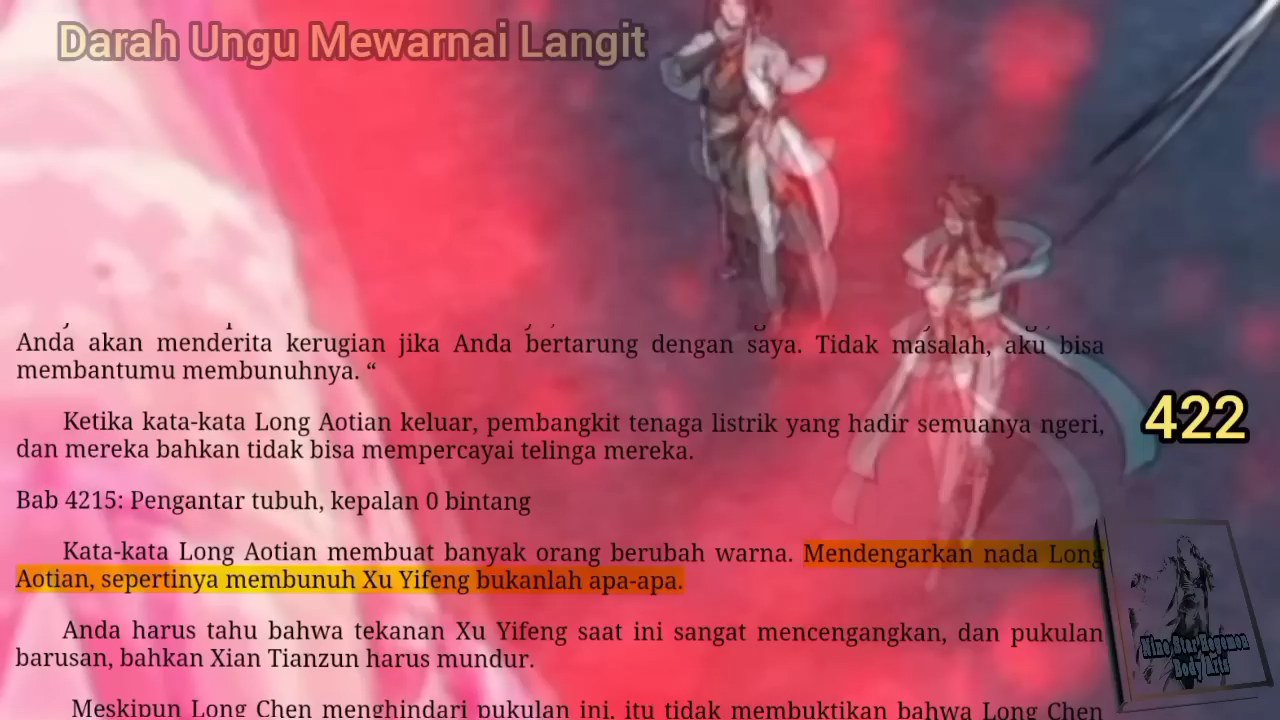 Darah Ungu Mewarnai Langit
Anda akan menderita kerugian jika Anda bertarung dengan saya. Tidak masalah, aku bisa
membantumu membunuhnya. “
Ketika kata-kata Long Aotian keluar, pembangkit tenaga listrik yang hadir semuanya ngeri,
dan mereka bahkan tidak bisa mempercayai telinga mereka.
422
Bab 4215: Pengantar tubuh, kepalan 0 bintang
Kata-kata Long Aotian membuat banyak orang berubah warna. Mendengarkan nada Long
Aotian, sepertinya membunuh Xu Yifeng bukanlah apa-apa.
Anda harus tahu bahwa tekanan Xu Yifeng saat ini sangat mencengangkan, dan pukulan
barusan, bahkan Xian Tianzun harus mundur.
Nine Star Hegemon
Body Arts
Meskipun Long Chen menghindari pukulan ini, itu tidak membuktikan bahwa Long Chen